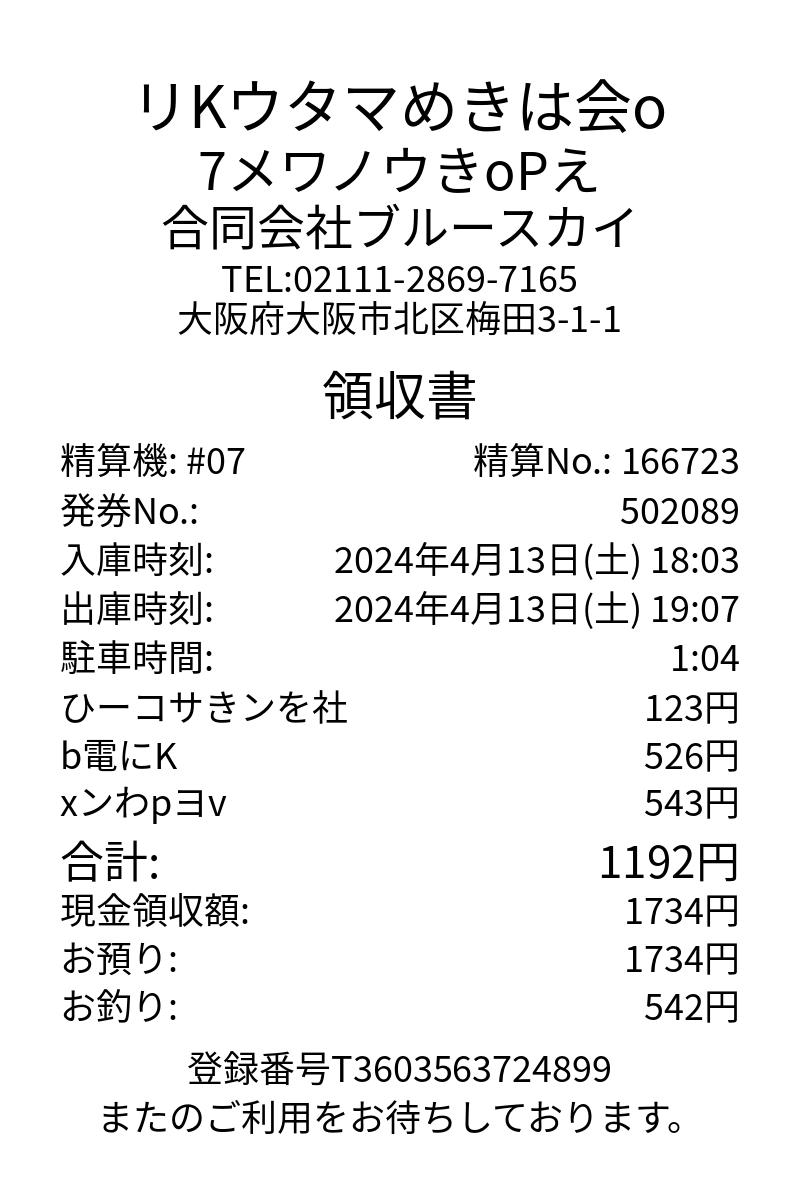 リKウタマめきは会o
7メワノウきoPえ
合同会社ブルースカイ
TEL:02111-2869-7165
大阪府大阪市北区梅田3-1-1
領収書
精算機: #07 精算No.: 166723
発券No.: 502089
入庫時刻: 2024年4月13日(土) 18:03
出庫時刻: 2024年4月13日(土) 19:07
駐車時間: 1:04
ひーコサきンを社 123円
b電にK 526円
xンわpヨv 543円
合計: 1192円
現金領収額: 1734円
お預り: 1734円
お釣り: 542円
登録番号T3603563724899
またのご利用をお待ちしております。